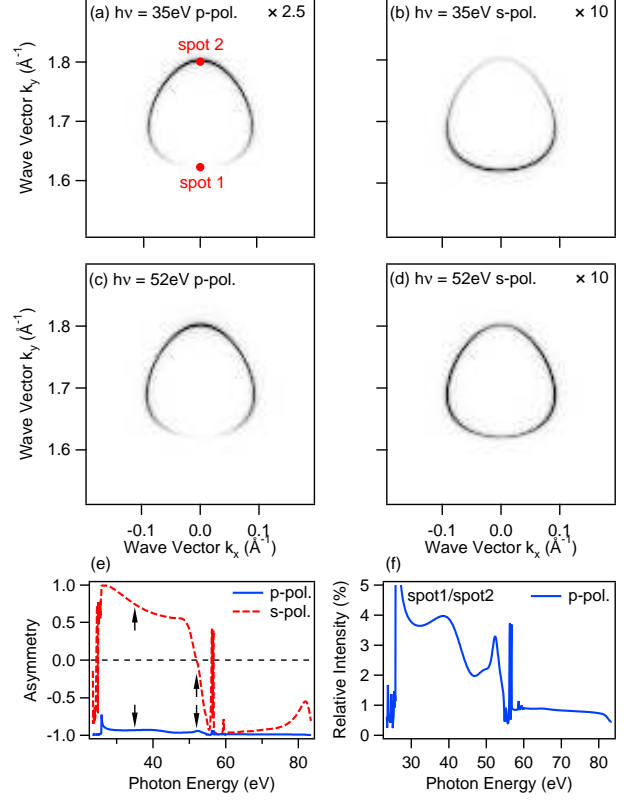 (a) hν = 35eV p-pol. × 2.5
spot 2
spot 1
Wave Vector ky (Å-1)
1.8
1.7
1.6
(b) hν = 35eV s-pol. × 10
(c) hν = 52eV p-pol.
Wave Vector ky (Å-1)
1.8
1.7
1.6
-0.1 0.0 0.1
Wave Vector kx (Å-1)
(d) hν = 52eV s-pol. × 10
-0.1 0.0 0.1
Wave Vector kx (Å-1)
(e)
p-pol.
s-pol.
Asymmetry
1.0
0.5
0.0
-0.5
-1.0
40 60 80
Photon Energy (eV)
(f)
spot1/spot2 p-pol.
Relative Intensity (%)
5
4
3
2
1
0
30 40 50 60 70 80
Photon Energy (eV)